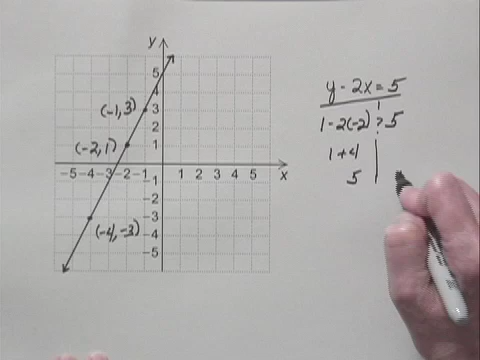 y
5
4
(-1,3) 3
2
(-2,1) 1
-5 -4 -3 -2 -1 1 2 3 4 5 x
-1
-2
-3
(-4,-3) -4
-5
y - 2x = 5
1 - 2(-2) ? 5
1 + 4
5